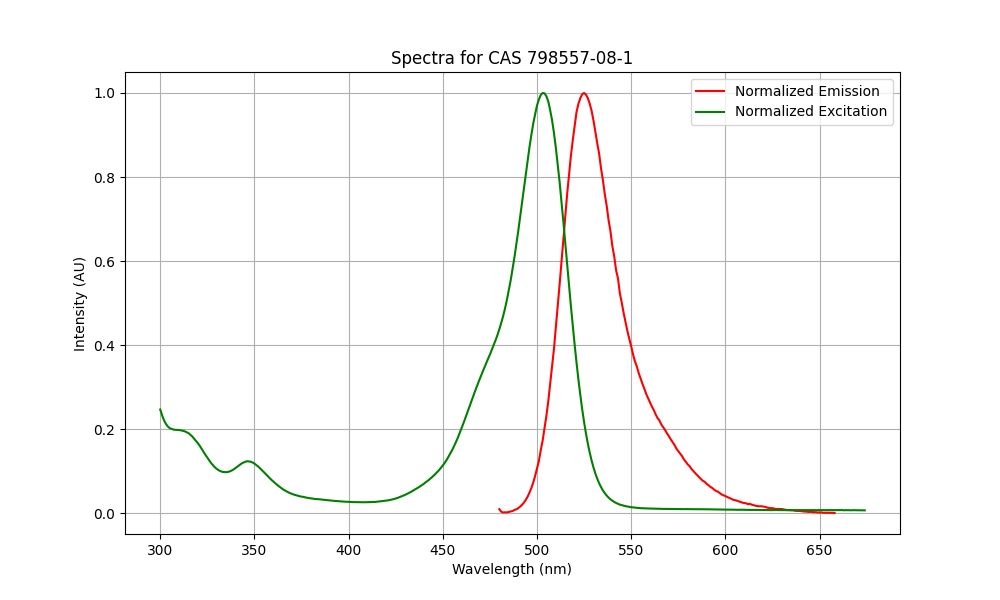 Spectra for CAS 798557-08-1
Normalized Emission
Normalized Excitation
Intensity (AU)
1.0
0.8
0.6
0.4
0.2
0.0
300 350 400 450 500 550 600 650
Wavelength (nm)